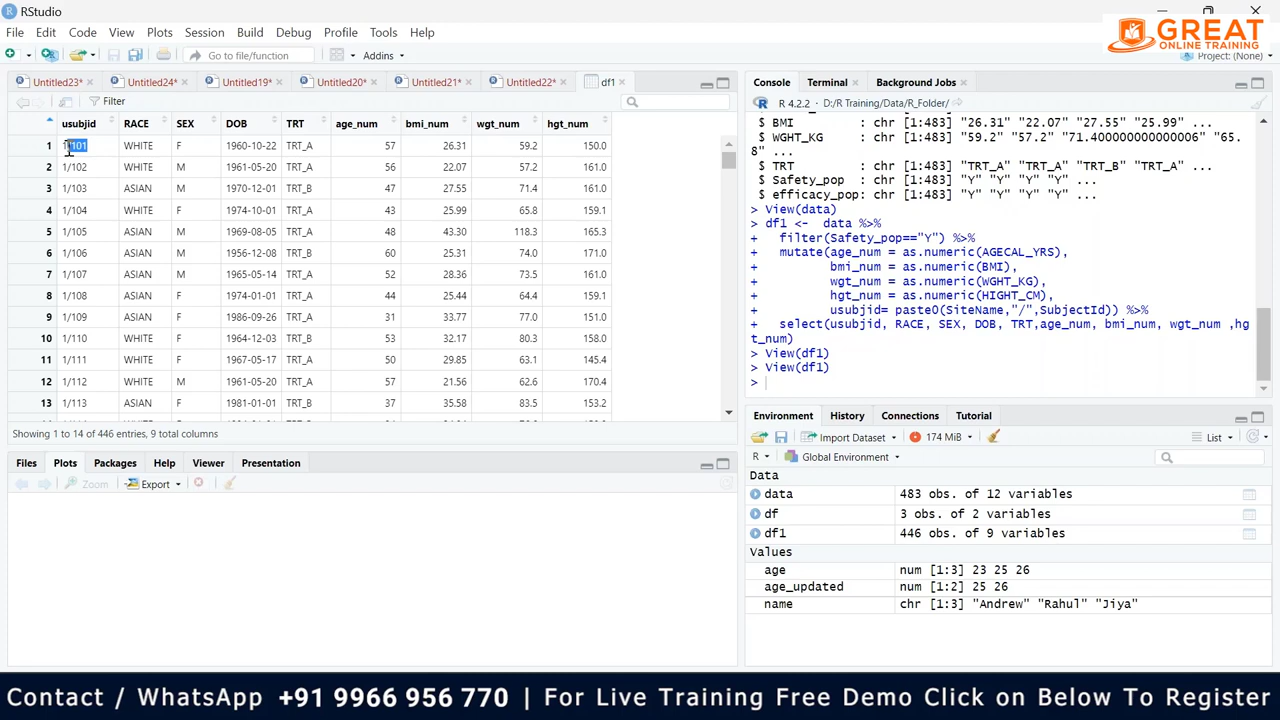 RStudio
File Edit Code View Plots Session Build Debug Profile Tools Help
GREAT
ONLINE TRAINING
Go to file/function Addins Project: (None)
Untitled23* Untitled24* Untitled19* Untitled20* Untitled21* Untitled22* df1
Filter
usubjid RACE SEX DOB TRT age_num bmi_num wgt_num hgt_num
1 1/101 WHITE F 1960-10-22 TRT_A 57 26.31 59.2 150.0
2 1/102 WHITE M 1961-05-20 TRT_A 56 22.07 57.2 161.0
3 1/103 ASIAN M 1970-12-01 TRT_B 47 27.55 71.4 161.0
4 1/104 WHITE F 1974-10-01 TRT_A 43 25.99 65.8 159.1
5 1/105 ASIAN M 1969-08-05 TRT_A 48 43.30 118.3 165.3
6 1/106 ASIAN M 1956-12-08 TRT_B 60 25.31 74.0 171.0
7 1/107 ASIAN M 1965-05-14 TRT_A 52 28.36 73.5 161.0
8 1/108 ASIAN F 1974-01-01 TRT_A 44 25.44 64.4 159.1
9 1/109 ASIAN F 1986-09-26 TRT_A 31 33.77 77.0 151.0
10 1/110 WHITE F 1964-12-03 TRT_B 53 32.17 80.3 158.0
11 1/111 WHITE F 1967-05-17 TRT_A 50 29.85 63.1 145.4
12 1/112 WHITE M 1961-05-20 TRT_A 57 21.56 62.6 170.4
13 1/113 ASIAN F 1981-01-01 TRT_B 37 35.58 83.5 153.2
Showing 1 to 14 of 446 entries, 9 total columns
Files Plots Packages Help Viewer Presentation
Zoom Export
Console Terminal Background Jobs
R 4.2.2 · D:/R Training/Data/R_Folder/
$ BMI : chr [1:483] "26.31" "22.07" "27.55" "25.99" ...
$ WGHT_KG : chr [1:483] "59.2" "57.2" "71.400000000000006" "65.
8" ...
$ TRT : chr [1:483] "TRT_A" "TRT_A" "TRT_B" "TRT_A" ...
$ Safety_pop : chr [1:483] "Y" "Y" "Y" "Y" ...
$ efficacy_pop: chr [1:483] "Y" "Y" "Y" "Y" ...
> View(data)
> df1 <- data %>%
+ filter(Safety_pop=="Y") %>%
+ mutate(age_num = as.numeric(AGECAL_YRS),
+ bmi_num = as.numeric(BMI),
+ wgt_num = as.numeric(WGHT_KG),
+ hgt_num = as.numeric(HIGHT_CM),
+ usubjid= paste0(SiteName,"/",SubjectId)) %>%
+ select(usubjid, RACE, SEX, DOB, TRT,age_num, bmi_num, wgt_num ,hg
t_num)
> View(df1)
> View(df1)
>
Environment History Connections Tutorial
Import Dataset 174 MiB List
R Global Environment
Data
data 483 obs. of 12 variables
df 3 obs. of 2 variables
df1 446 obs. of 9 variables
Values
age num [1:3] 23 25 26
age_updated num [1:2] 25 26
name chr [1:3] "Andrew" "Rahul" "Jiya"
Contact / WhatsApp +91 9966 956 770 | For Live Training Free Demo Click on Below To Register